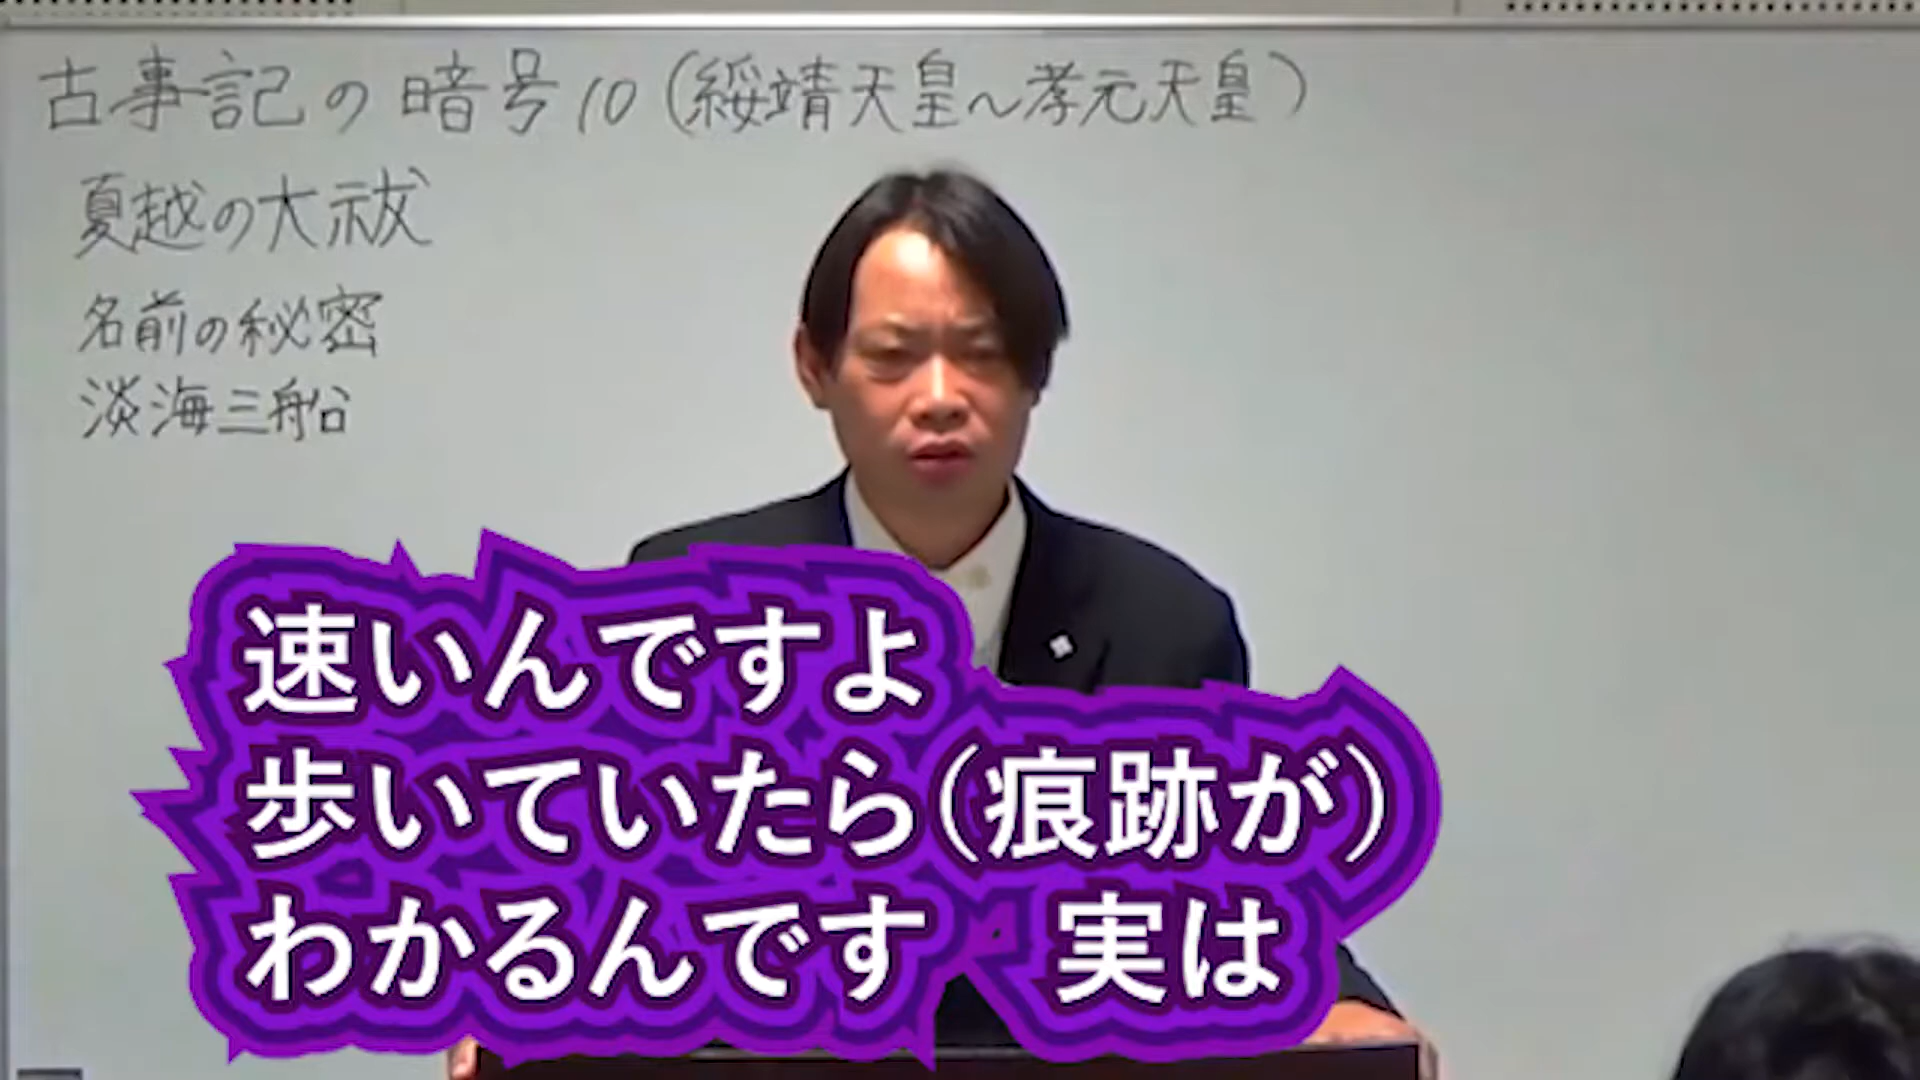 古事記の暗号10(綏靖天皇～孝元天皇)
夏越の大祓
名前の秘密
淡海三船
速いんですよ
歩いていたら(痕跡が)
わかるんです　実は